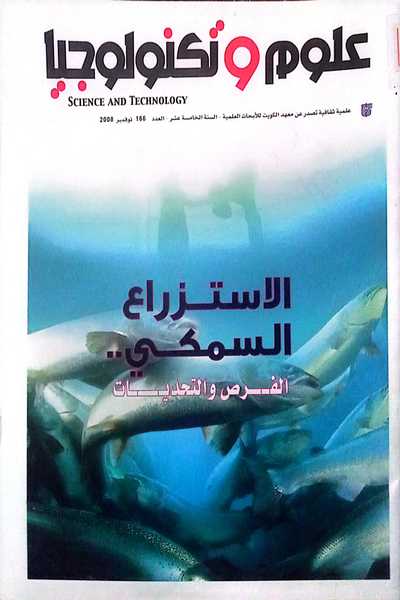 علوم وتكنولوجيا
SCIENCE AND TECHNOLOGY
علمية ثقافية تصدر عن معهد الكويت للأبحاث العلمية - السنة الخامسة عشر - العدد 166 نوفمبر 2008
الاستزراع
السمكي..
الفرص والتحديات